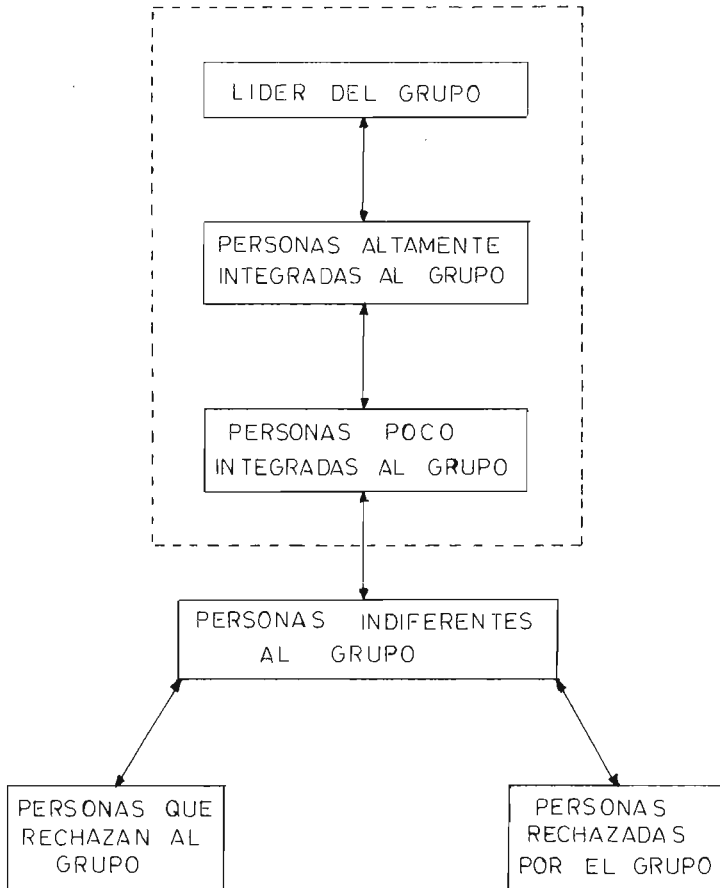 LIDER DEL GRUPO
PERSONAS ALTAMENTE
INTEGRADAS AL GRUPO
PERSONAS POCO
INTEGRADAS AL GRUPO
PERSONAS INDIFERENTES
AL GRUPO
PERSONAS QUE
RECHAZAN AL
GRUPO
PERSONAS
RECHAZADAS
POR EL GRUPO